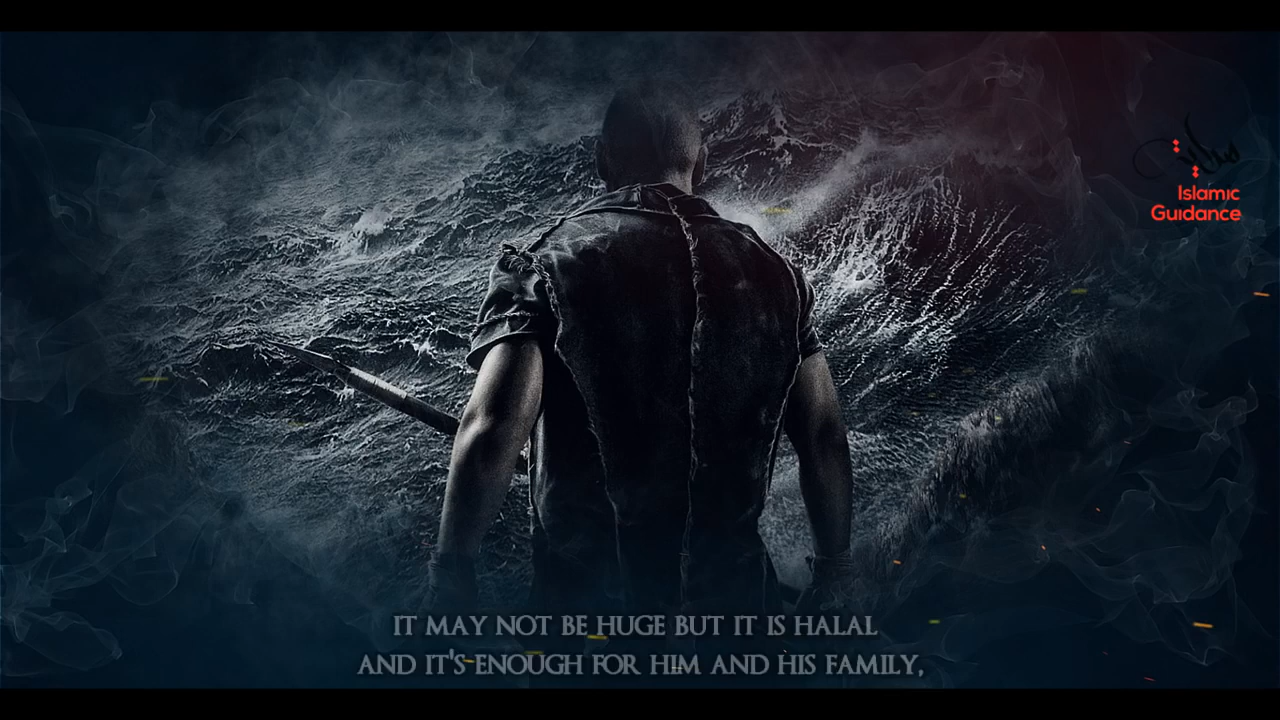 Islamic
Guidance
IT MAY NOT BE HUGE BUT IT IS HALAL
AND IT'S ENOUGH FOR HIM AND HIS FAMILY,